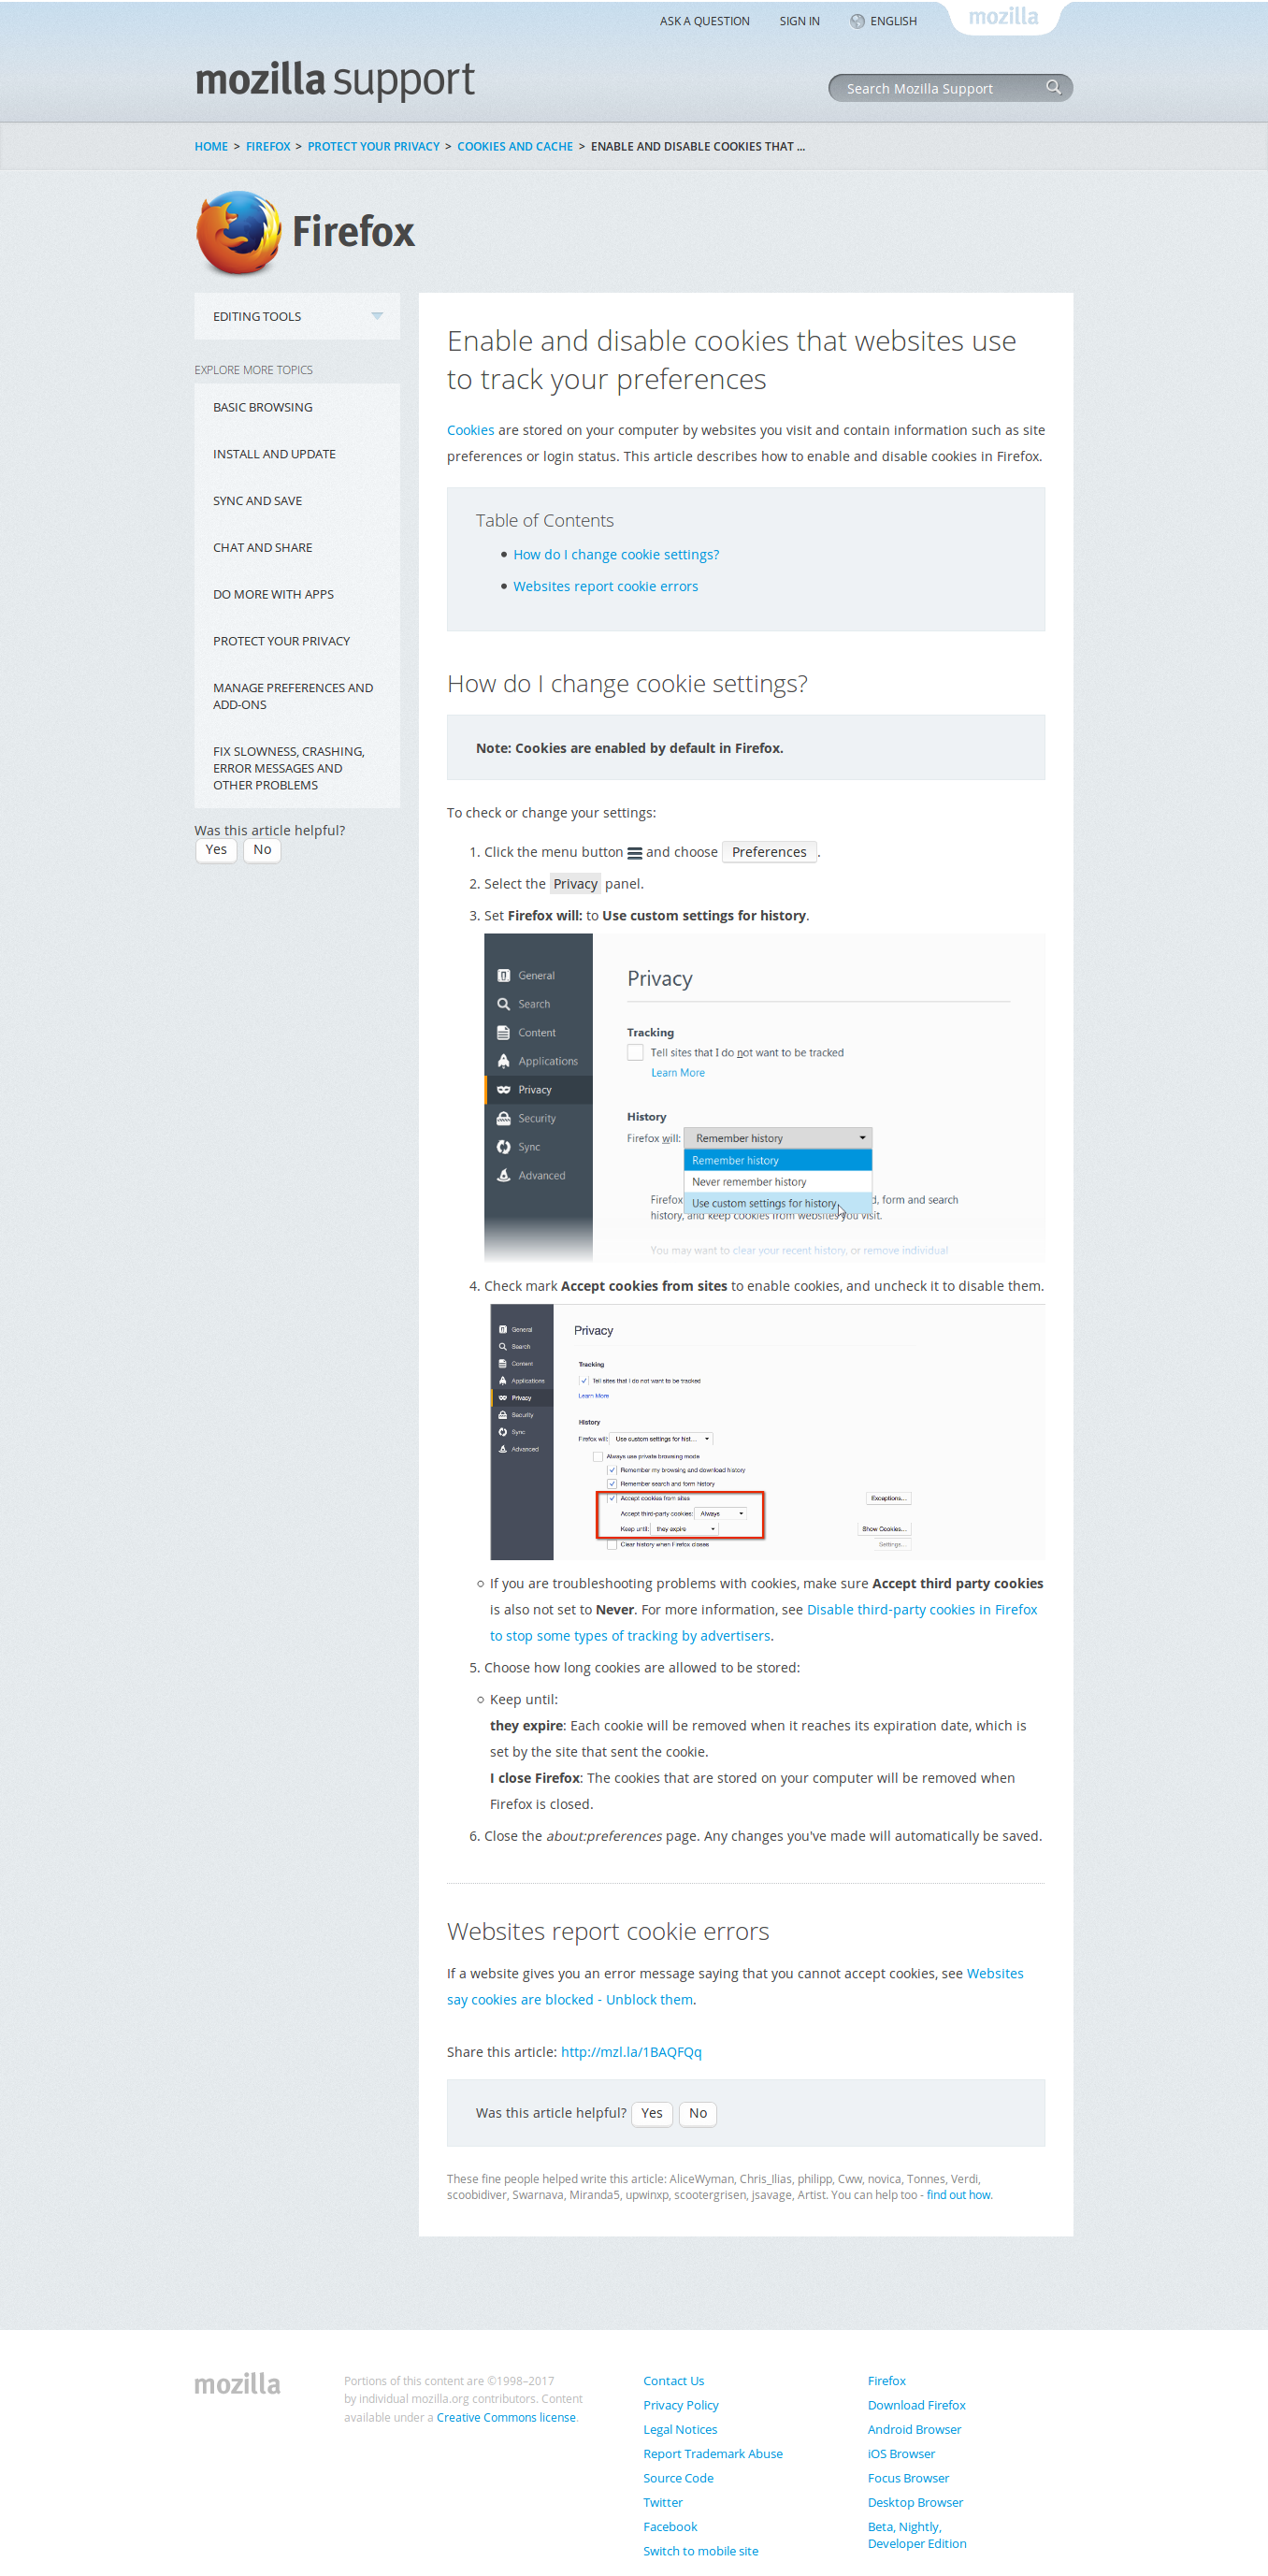 ASK A QUESTION SIGN IN ENGLISH mozilla
mozilla support
Search Mozilla Support
HOME > FIREFOX > PROTECT YOUR PRIVACY > COOKIES AND CACHE > ENABLE AND DISABLE COOKIES THAT ...
Firefox
EDITING TOOLS
EXPLORE MORE TOPICS
BASIC BROWSING
INSTALL AND UPDATE
SYNC AND SAVE
CHAT AND SHARE
DO MORE WITH APPS
PROTECT YOUR PRIVACY
MANAGE PREFERENCES AND
ADD-ONS
FIX SLOWNESS, CRASHING,
ERROR MESSAGES AND
OTHER PROBLEMS
Was this article helpful?
Yes No
Enable and disable cookies that websites use
to track your preferences
Cookies are stored on your computer by websites you visit and contain information such as site
preferences or login status. This article describes how to enable and disable cookies in Firefox.
Table of Contents
• How do I change cookie settings?
• Websites report cookie errors
How do I change cookie settings?
Note: Cookies are enabled by default in Firefox.
To check or change your settings:
1. Click the menu button and choose Preferences.
2. Select the Privacy panel.
3. Set Firefox will: to Use custom settings for history.
General
Search
Content
Applications
Privacy
Security
Sync
Advanced
Privacy
Tracking
Tell sites that I do not want to be tracked
Learn More
History
Firefox will: Remember history
Remember history
Never remember history
Use custom settings for history
Firefox d, form and search
history, and keep cookies from websites you visit.
You may want to clear your recent history, or remove individual
4. Check mark Accept cookies from sites to enable cookies, and uncheck it to disable them.
General
Search
Content
Applications
Privacy
Security
Sync
Advanced
Privacy
Tracking
Tell sites that I do not want to be tracked
Learn More
History
Firefox will: Use custom settings for hist...
Always use private browsing mode
Remember my browsing and download history
Remember search and form history
Accept cookies from sites Exceptions...
Accept third-party cookies: Always
Keep until: they expire Show Cookies...
Clear history when Firefox closes Settings...
If you are troubleshooting problems with cookies, make sure Accept third party cookies
is also not set to Never. For more information, see Disable third-party cookies in Firefox
to stop some types of tracking by advertisers.
5. Choose how long cookies are allowed to be stored:
Keep until:
they expire: Each cookie will be removed when it reaches its expiration date, which is
set by the site that sent the cookie.
I close Firefox: The cookies that are stored on your computer will be removed when
Firefox is closed.
6. Close the about:preferences page. Any changes you've made will automatically be saved.
Websites report cookie errors
If a website gives you an error message saying that you cannot accept cookies, see Websites
say cookies are blocked - Unblock them.
Share this article: http://mzl.la/1BAQFQq
Was this article helpful? Yes No
These fine people helped write this article: AliceWyman, Chris_Ilias, philipp, Cww, novica, Tonnes, Verdi,
scoobidiver, Swarnava, Miranda5, upwinxp, scootergrisen, jsavage, Artist. You can help too - find out how.
mozilla
Portions of this content are ©1998–2017
by individual mozilla.org contributors. Content
available under a Creative Commons license.
Contact Us
Privacy Policy
Legal Notices
Report Trademark Abuse
Source Code
Twitter
Facebook
Switch to mobile site
Firefox
Download Firefox
Android Browser
iOS Browser
Focus Browser
Desktop Browser
Beta, Nightly,
Developer Edition